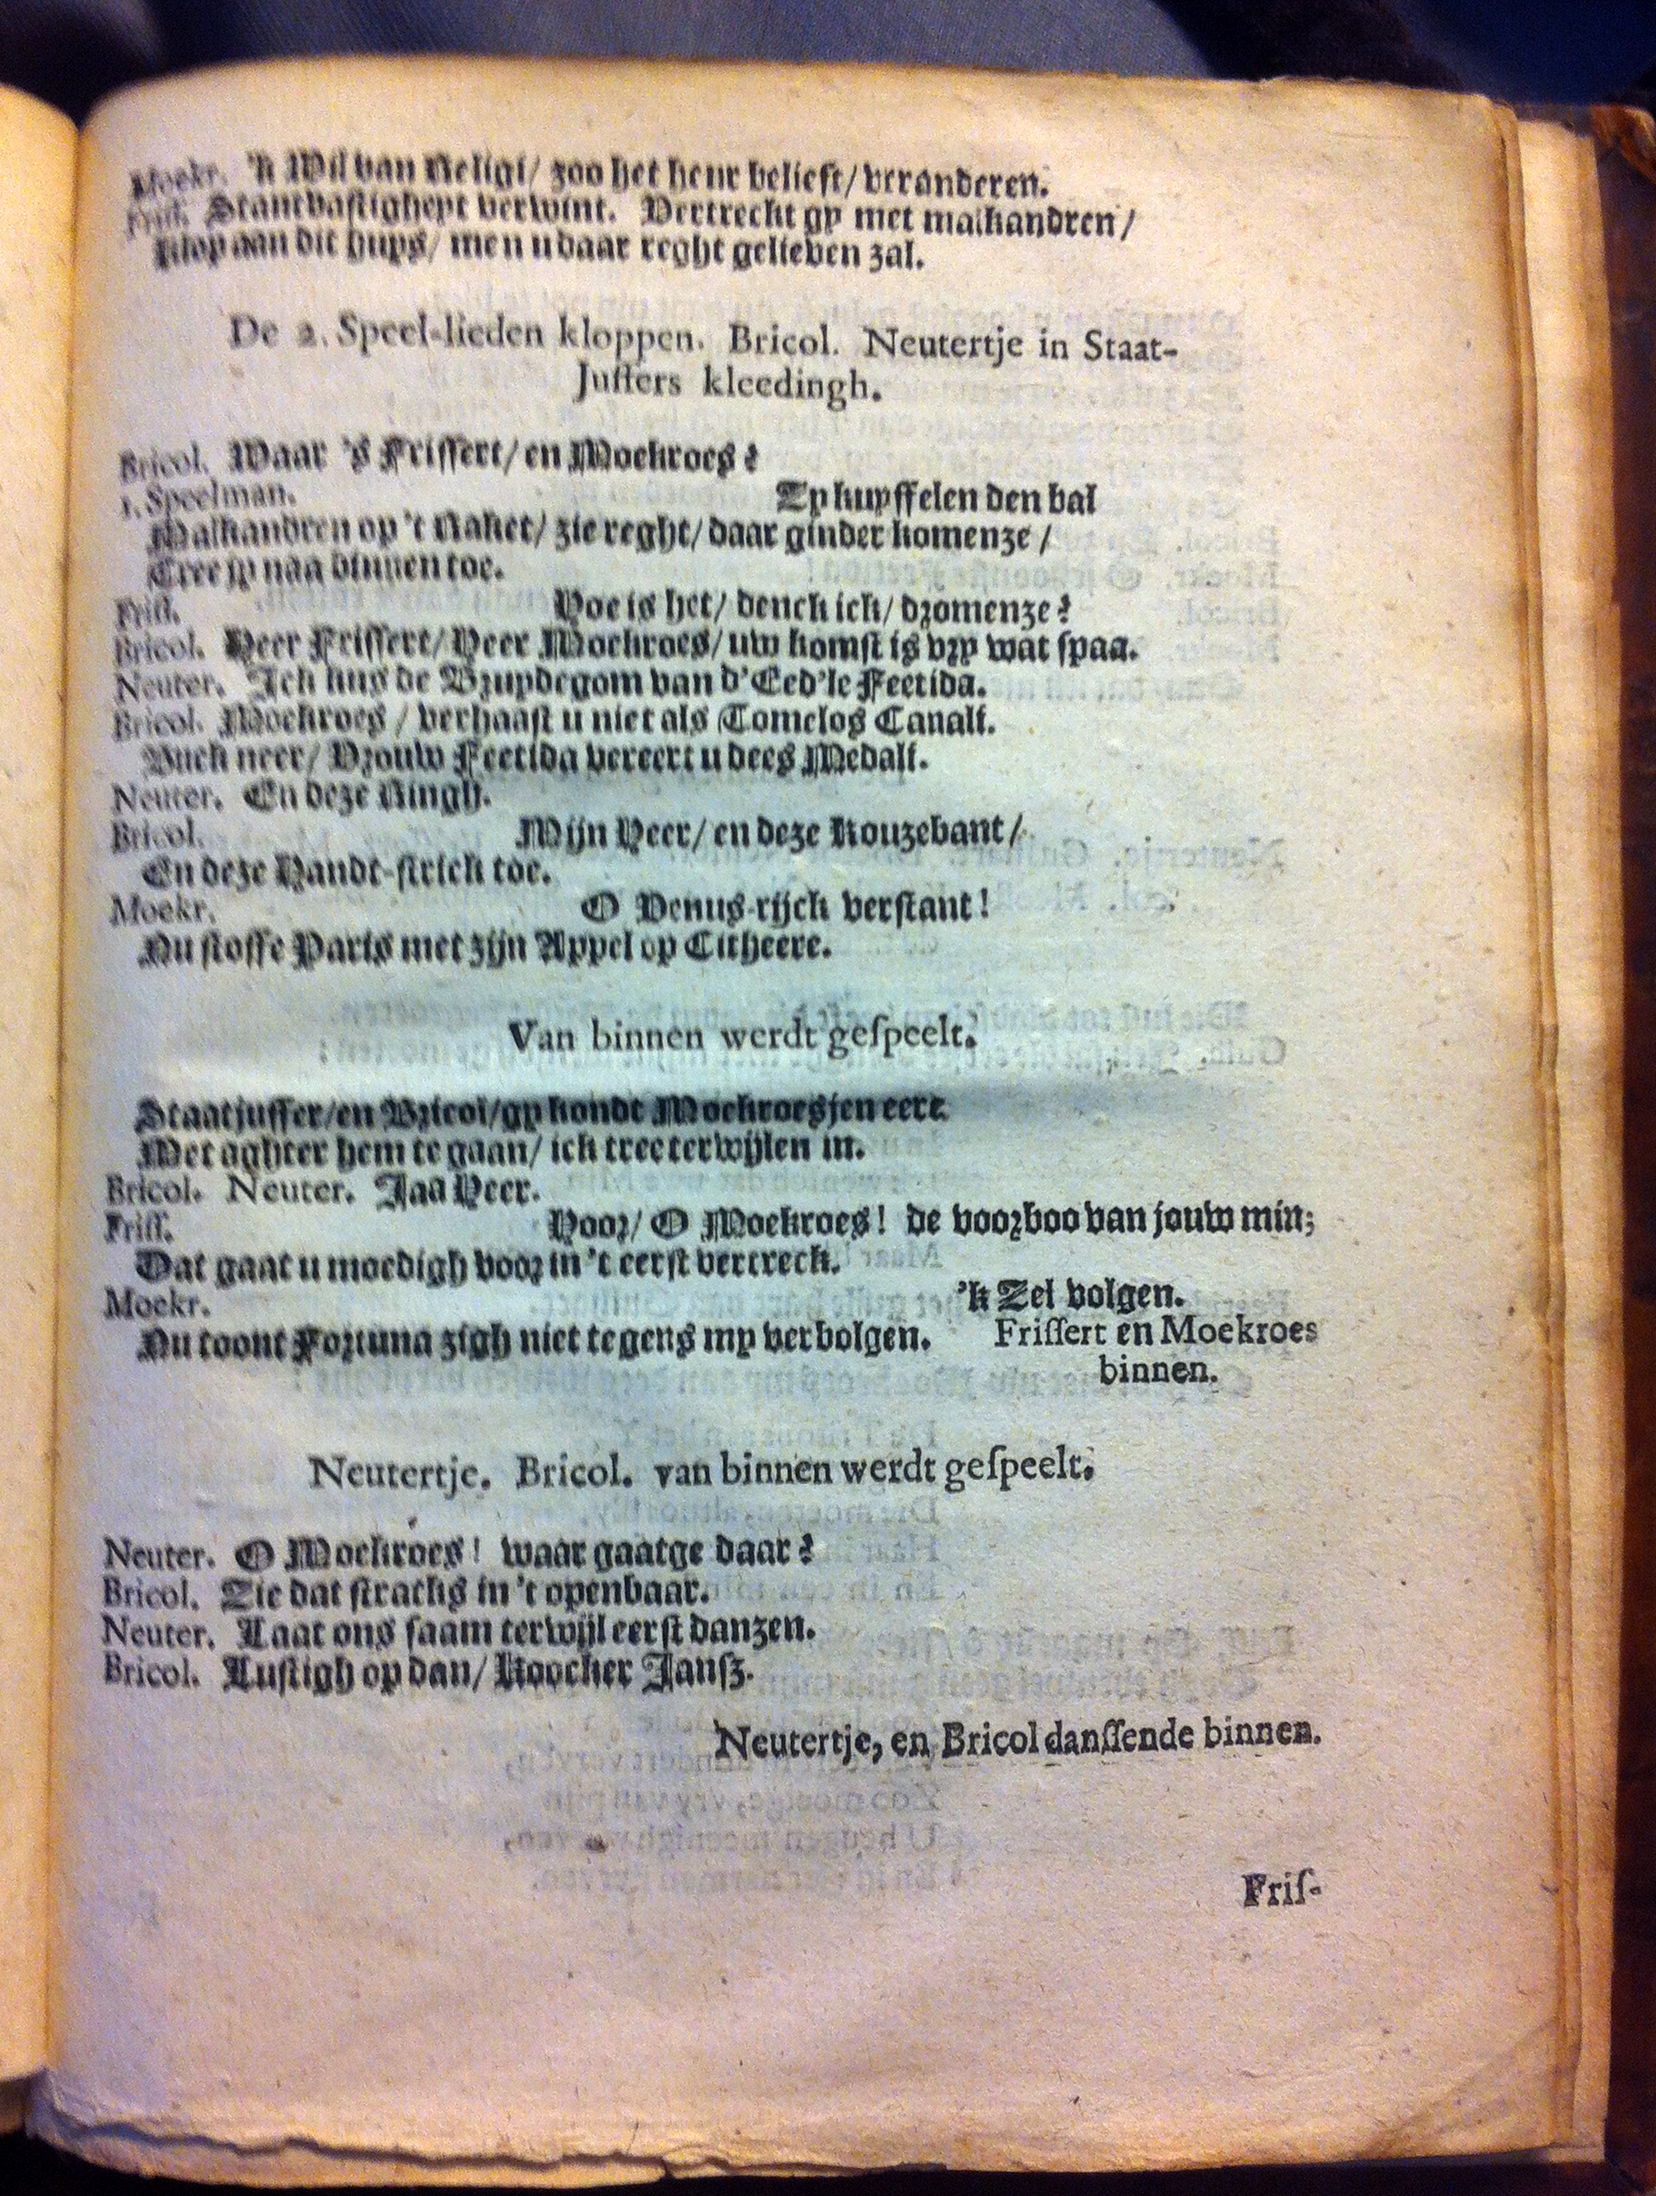 Moekr. 'k Wil van Religi/ zoo het heur belieft/ veranderen.
Friss. Stantvastigheyt verwint. Vertreckt gy met malkandren/
Klop aan dit huys/ men u daar reght gelieven zal.
De 2. Speel-lieden kloppen. Bricol. Neutertje in Staat-
Juffers kleedingh.
Bricol. Waar 's Friſſert/ en Moekroes?
1. Speelman. Zy kuyſſelen den bal
Malkandren op 't Raket/ zie reght/ daar ginder komenze/
Tree jy naa binnen toe.
Friſſ. Hoe is het/ denck ick/ dromenze?
Bricol. Heer Friſſert/ Heer Moekroes/ uw komst is vry wat ſpaa.
Neuter. Ick kus de Bruydegom van d'Eed'le Feetida.
Bricol. Moekroes / verhaaſt u niet als Comelos Canali.
Buck neer/ Vrouw Feetida vereert u dees Medali.
Neuter. En deze Ringh.
Bricol. Mijn Heer/ en deze Kouzebant/
En deze Handt-ſtrick toe.
Moekr. O Venus-rijck verſtant!
Nu ſtoffe Paris met zijn Appel op Citheere.
Van binnen werdt geſpeelt.
Staatjuffer/ en Bricol/ gy kondt Moekroesjen eere
Met aghter hem te gaan/ ick tree terwijlen in.
Bricol. Neuter. Jaa Heer.
Friſſ. Hoor/ O Moekroes! de voorboo van jouw min;
Dat gaat u moedigh voor in 't eerſt vertreck.
Moekr. 'k Zel volgen.
Nu toont Fortuna zigh niet tegens my verbolgen. Friſſert en Moekroes
binnen.
Neutertje. Bricol. van binnen werdt geſpeelt.
Neuter. O Moekroes! waar gaatge daar?
Bricol. Zie dat ſtracks in 't openbaar.
Neuter. Laat ons ſaam terwijl eerſt danzen.
Bricol. Luſtigh op dan/ Koocker Janſz.
Neutertje, en Bricol danſſende binnen.
Friſ-